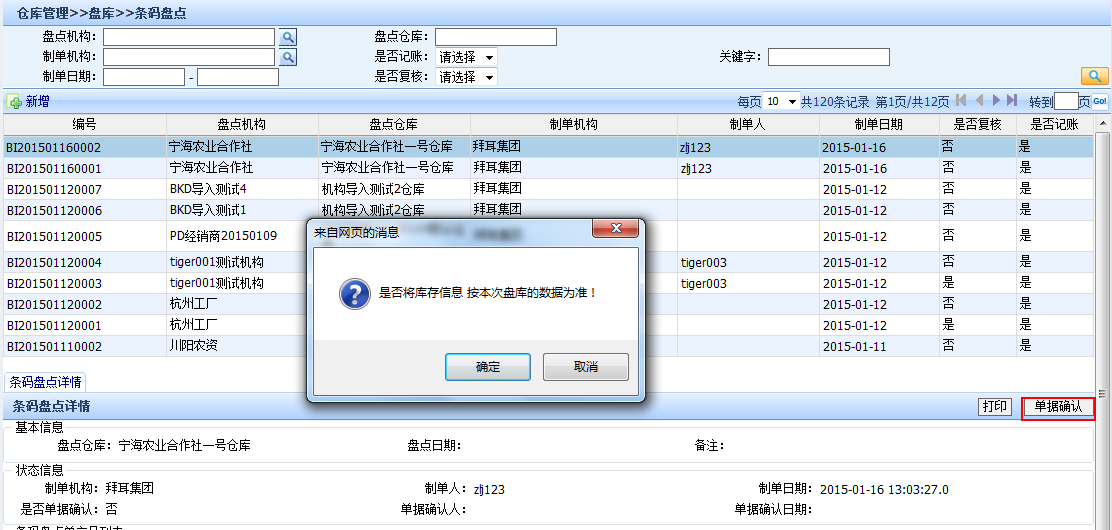 仓库管理>>盘库>>条码盘点
盘点机构： 盘点仓库：
制单机构： 是否记账： 请选择 关键字：
制单日期： - 是否复核： 请选择
新增 每页 10 共120条记录 第1页/共12页 转到 页 Go!
编号 盘点机构 盘点仓库 制单机构 制单人 制单日期 是否复核 是否记账
BI201501160002 宁海农业合作社 宁海农业合作社一号仓库 拜耳集团 zlj123 2015-01-16 否 是
BI201501160001 宁海农业合作社 宁海农业合作社一号仓库 拜耳集团 zlj123 2015-01-16 否 是
BI201501120007 BKD导入测试4 机构导入测试2仓库 拜耳集团 2015-01-12 否 是
BI201501120006 BKD导入测试1 机构导入测试2仓库 拜耳集团 2015-01-12 否 是
BI201501120005 PD经销商20150109 2015-01-12 否 是
BI201501120004 tiger001测试机构 tiger003 2015-01-12 否 是
BI201501120003 tiger001测试机构 tiger003 2015-01-12 是 是
BI201501120002 杭州工厂 2015-01-12 否 是
BI201501120001 杭州工厂 2015-01-12 是 是
BI201501110002 川阳农资 2015-01-11 否 是
来自网页的消息
是否将库存信息 按本次盘库的数据为准！
确定 取消
条码盘点详情
条码盘点详情 打印 单据确认
基本信息
盘点仓库：宁海农业合作社一号仓库 盘点日期： 备注：
状态信息
制单机构：拜耳集团 制单人：zlj123 制单日期：2015-01-16 13:03:27.0
是否单据确认：否 单据确认人： 单据确认日期：